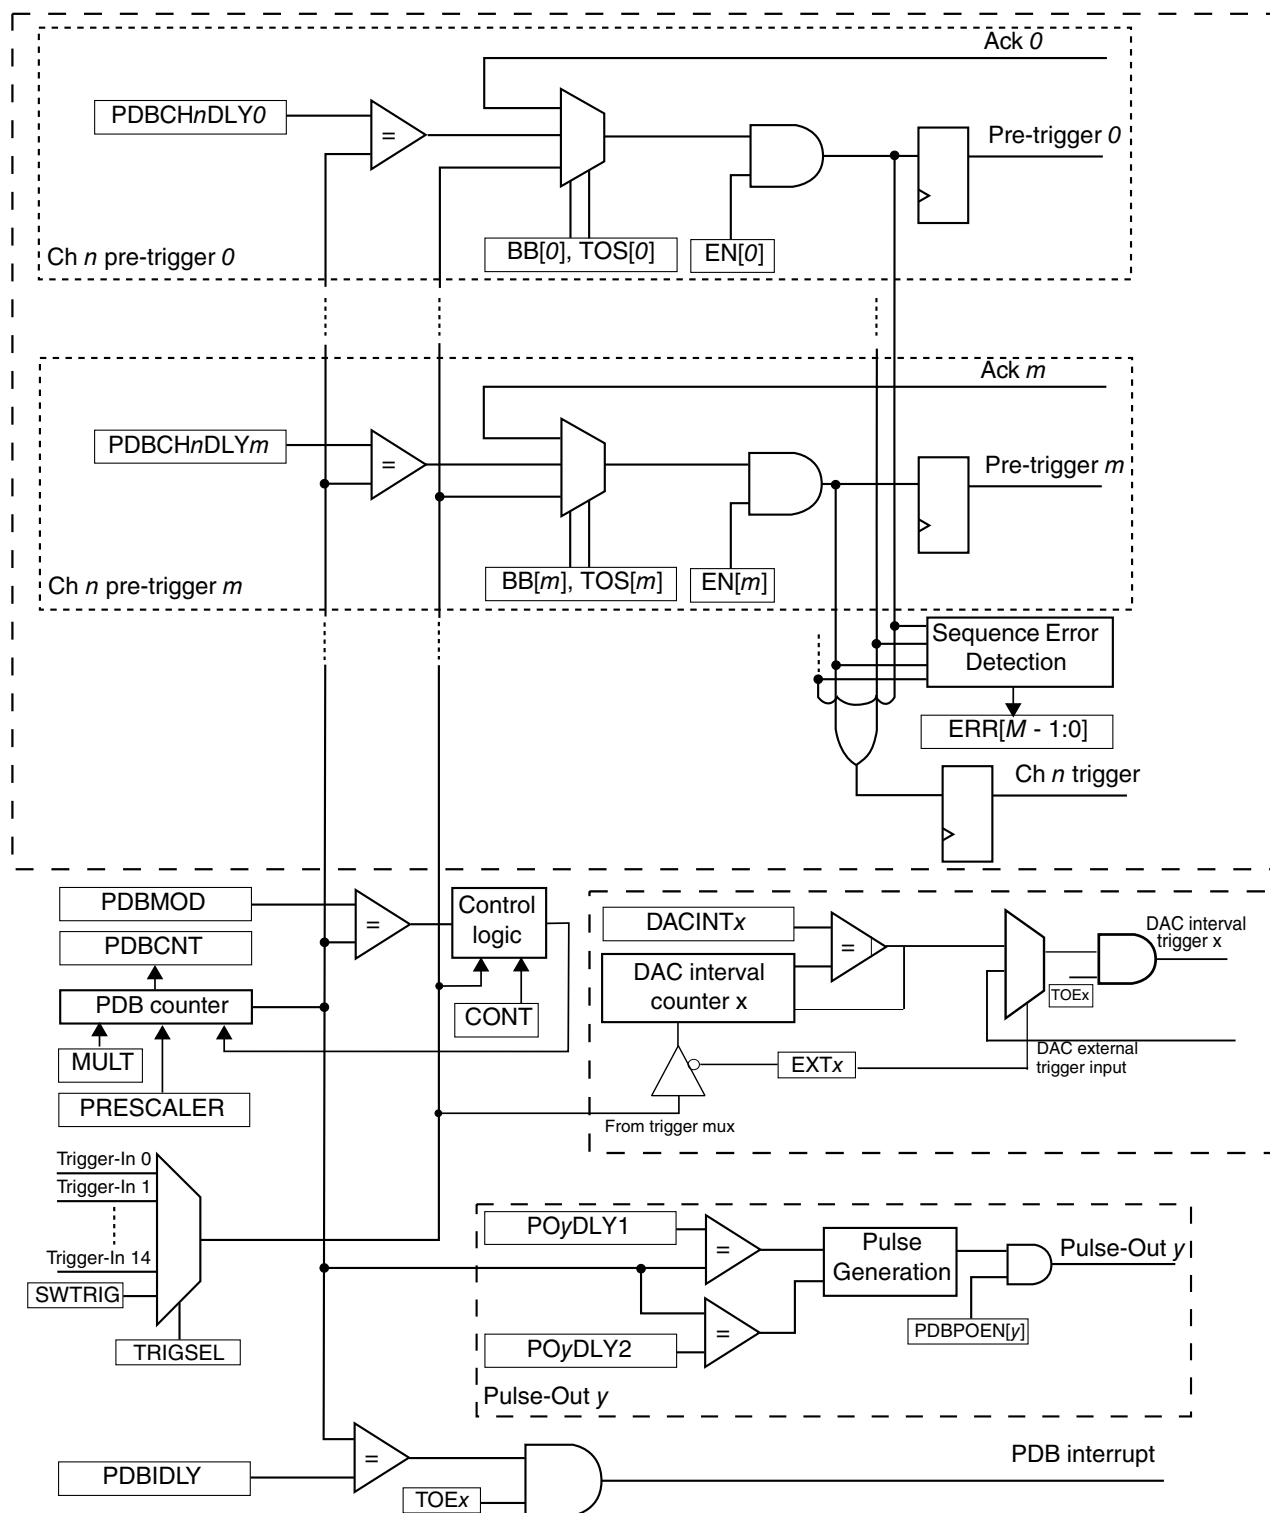 Ack 0
PDBCHnDLY0
=
Pre-trigger 0
BB[0], TOS[0]
EN[0]
Ch n pre-trigger 0
Ack m
PDBCHnDLYm
=
Pre-trigger m
BB[m], TOS[m]
EN[m]
Ch n pre-trigger m
Sequence Error
Detection
ERR[M - 1:0]
Ch n trigger
PDBMOD
=
Control
logic
PDBCNT
PDB counter
CONT
MULT
PRESCALER
DACINTx
=
DAC interval
counter x
DAC interval
trigger x
TOEx
EXTx
DAC external
trigger input
From trigger mux
Trigger-In 0
Trigger-In 1
Trigger-In 14
SWTRIG
TRIGSEL
POyDLY1
=
Pulse
Generation
Pulse-Out y
=
POyDLY2
PDBPOEN[y]
Pulse-Out y
=
PDB interrupt
PDBIDLY
TOEx